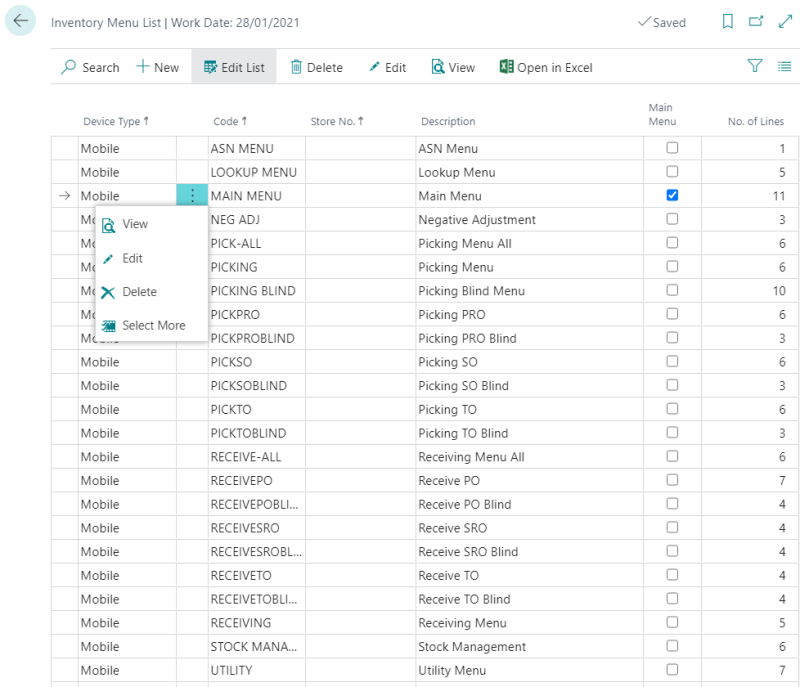 Inventory Menu List | Work Date: 28/01/2021 Saved
Search New Edit List Delete Edit View Open in Excel
Device Type ↑ Code ↑ Store No. ↑ Description Main Menu No. of Lines
Mobile ASN MENU ASN Menu 1
Mobile LOOKUP MENU Lookup Menu 5
Mobile MAIN MENU Main Menu 11
Mo NEG ADJ Negative Adjustment 3
View
Mo PICK-ALL Picking Menu All 6
Edit
Mo PICKING Picking Menu 6
Mo PICKING BLIND Picking Blind Menu 10
Delete
Mo PICKPRO Picking PRO 6
Select More
Mobile PICKPROBLIND Picking PRO Blind 3
Mobile PICKSO Picking SO 6
Mobile PICKSOBLIND Picking SO Blind 3
Mobile PICKTO Picking TO 6
Mobile PICKTOBLIND Picking TO Blind 3
Mobile RECEIVE-ALL Receiving Menu All 6
Mobile RECEIVEPO Receive PO 7
Mobile RECEIVEPOBLI... Receive PO Blind 4
Mobile RECEIVESRO Receive SRO 4
Mobile RECEIVESROBL... Receive SRO Blind 4
Mobile RECEIVETO Receive TO 4
Mobile RECEIVETOBLI... Receive TO Blind 4
Mobile RECEIVING Receiving Menu 5
Mobile STOCK MANA... Stock Management 6
Mobile UTILITY Utility Menu 7